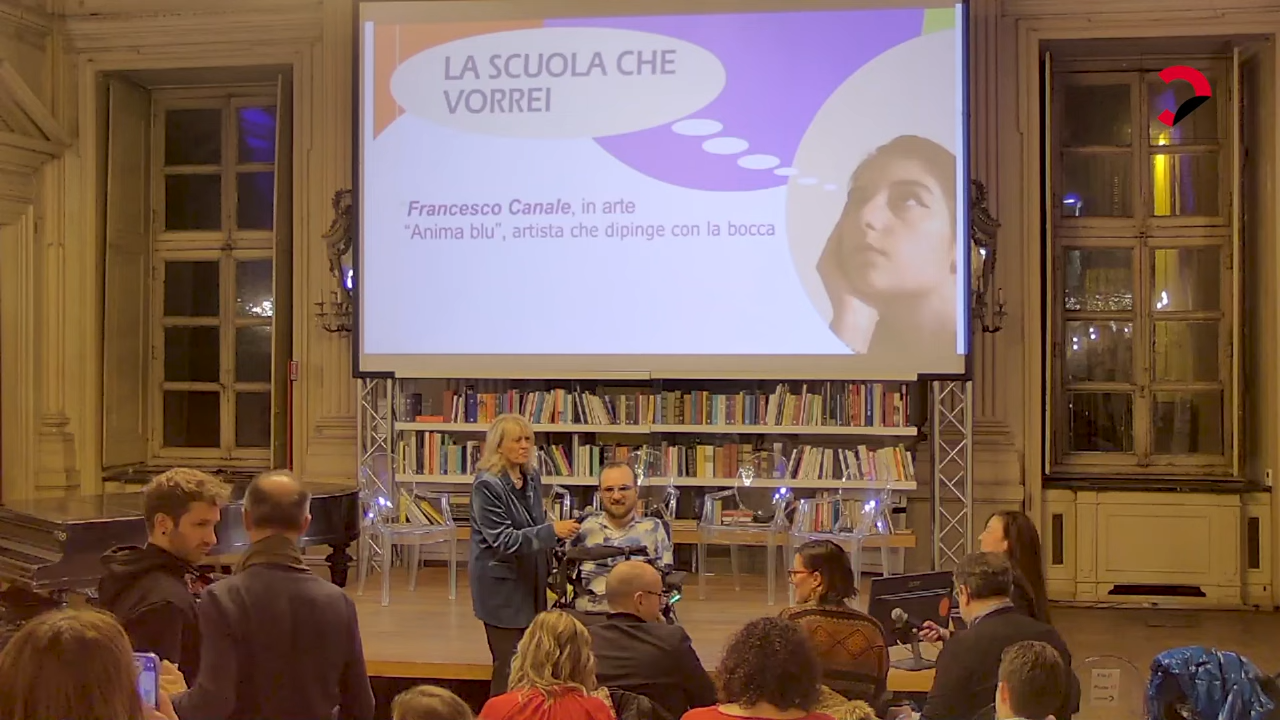 LA SCUOLA CHE
VORREI
Francesco Canale, in arte
“Anima blu”, artista che dipinge con la bocca